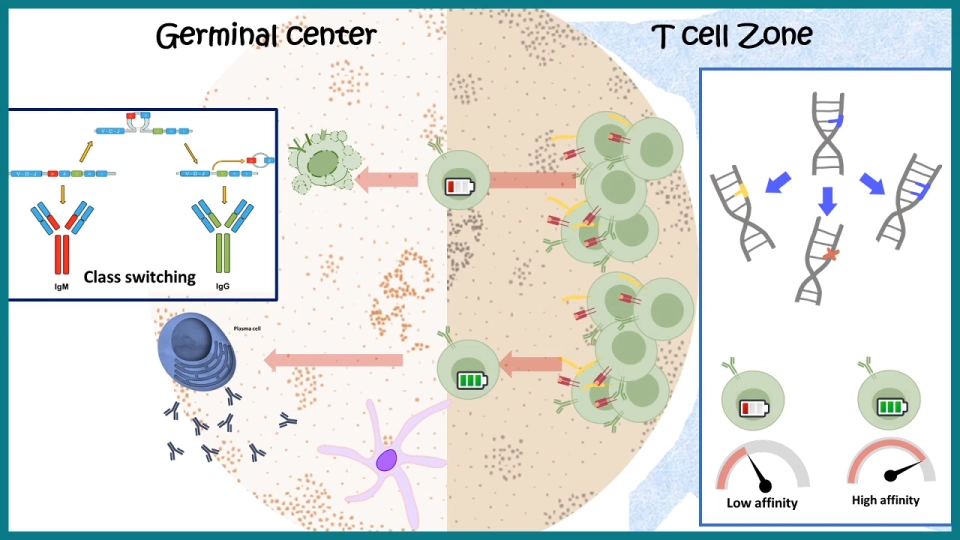 Germinal center
T cell Zone
V - D - J
V - D - J
V - D - J
Class switching
IgM
IgG
Plasma cell
Low affinity
High affinity